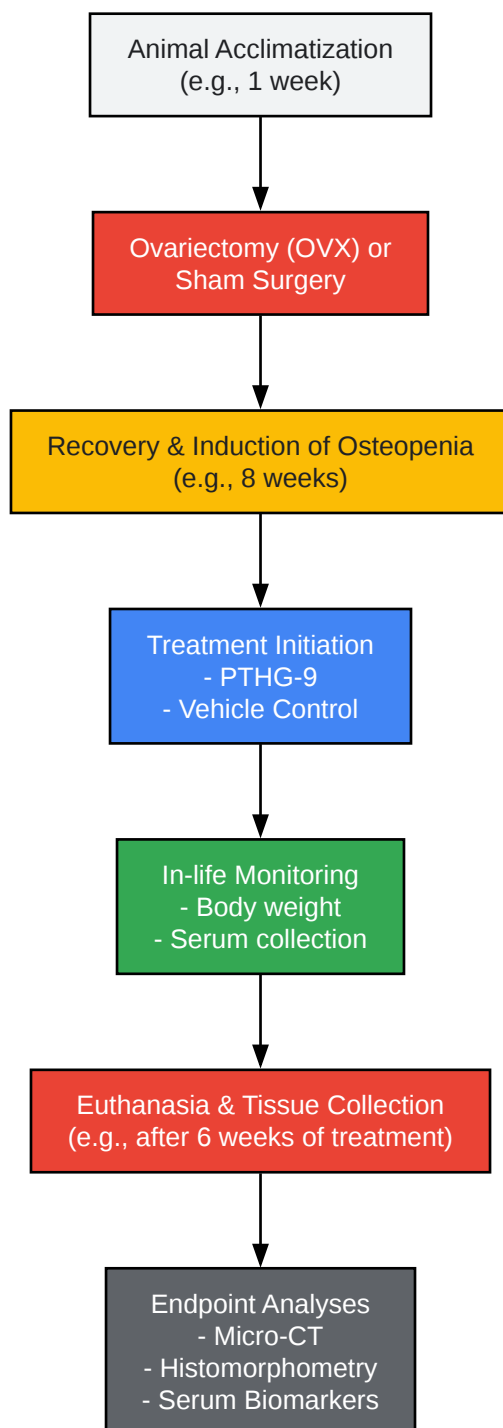 Animal Acclimatization
(e.g., 1 week)
Ovariectomy (OVX) or
Sham Surgery
Recovery & Induction of Osteopenia
(e.g., 8 weeks)
Treatment Initiation
- PTHG-9
- Vehicle Control
In-life Monitoring
- Body weight
- Serum collection
Euthanasia & Tissue Collection
(e.g., after 6 weeks of treatment)
Endpoint Analyses
- Micro-CT
- Histomorphometry
- Serum Biomarkers